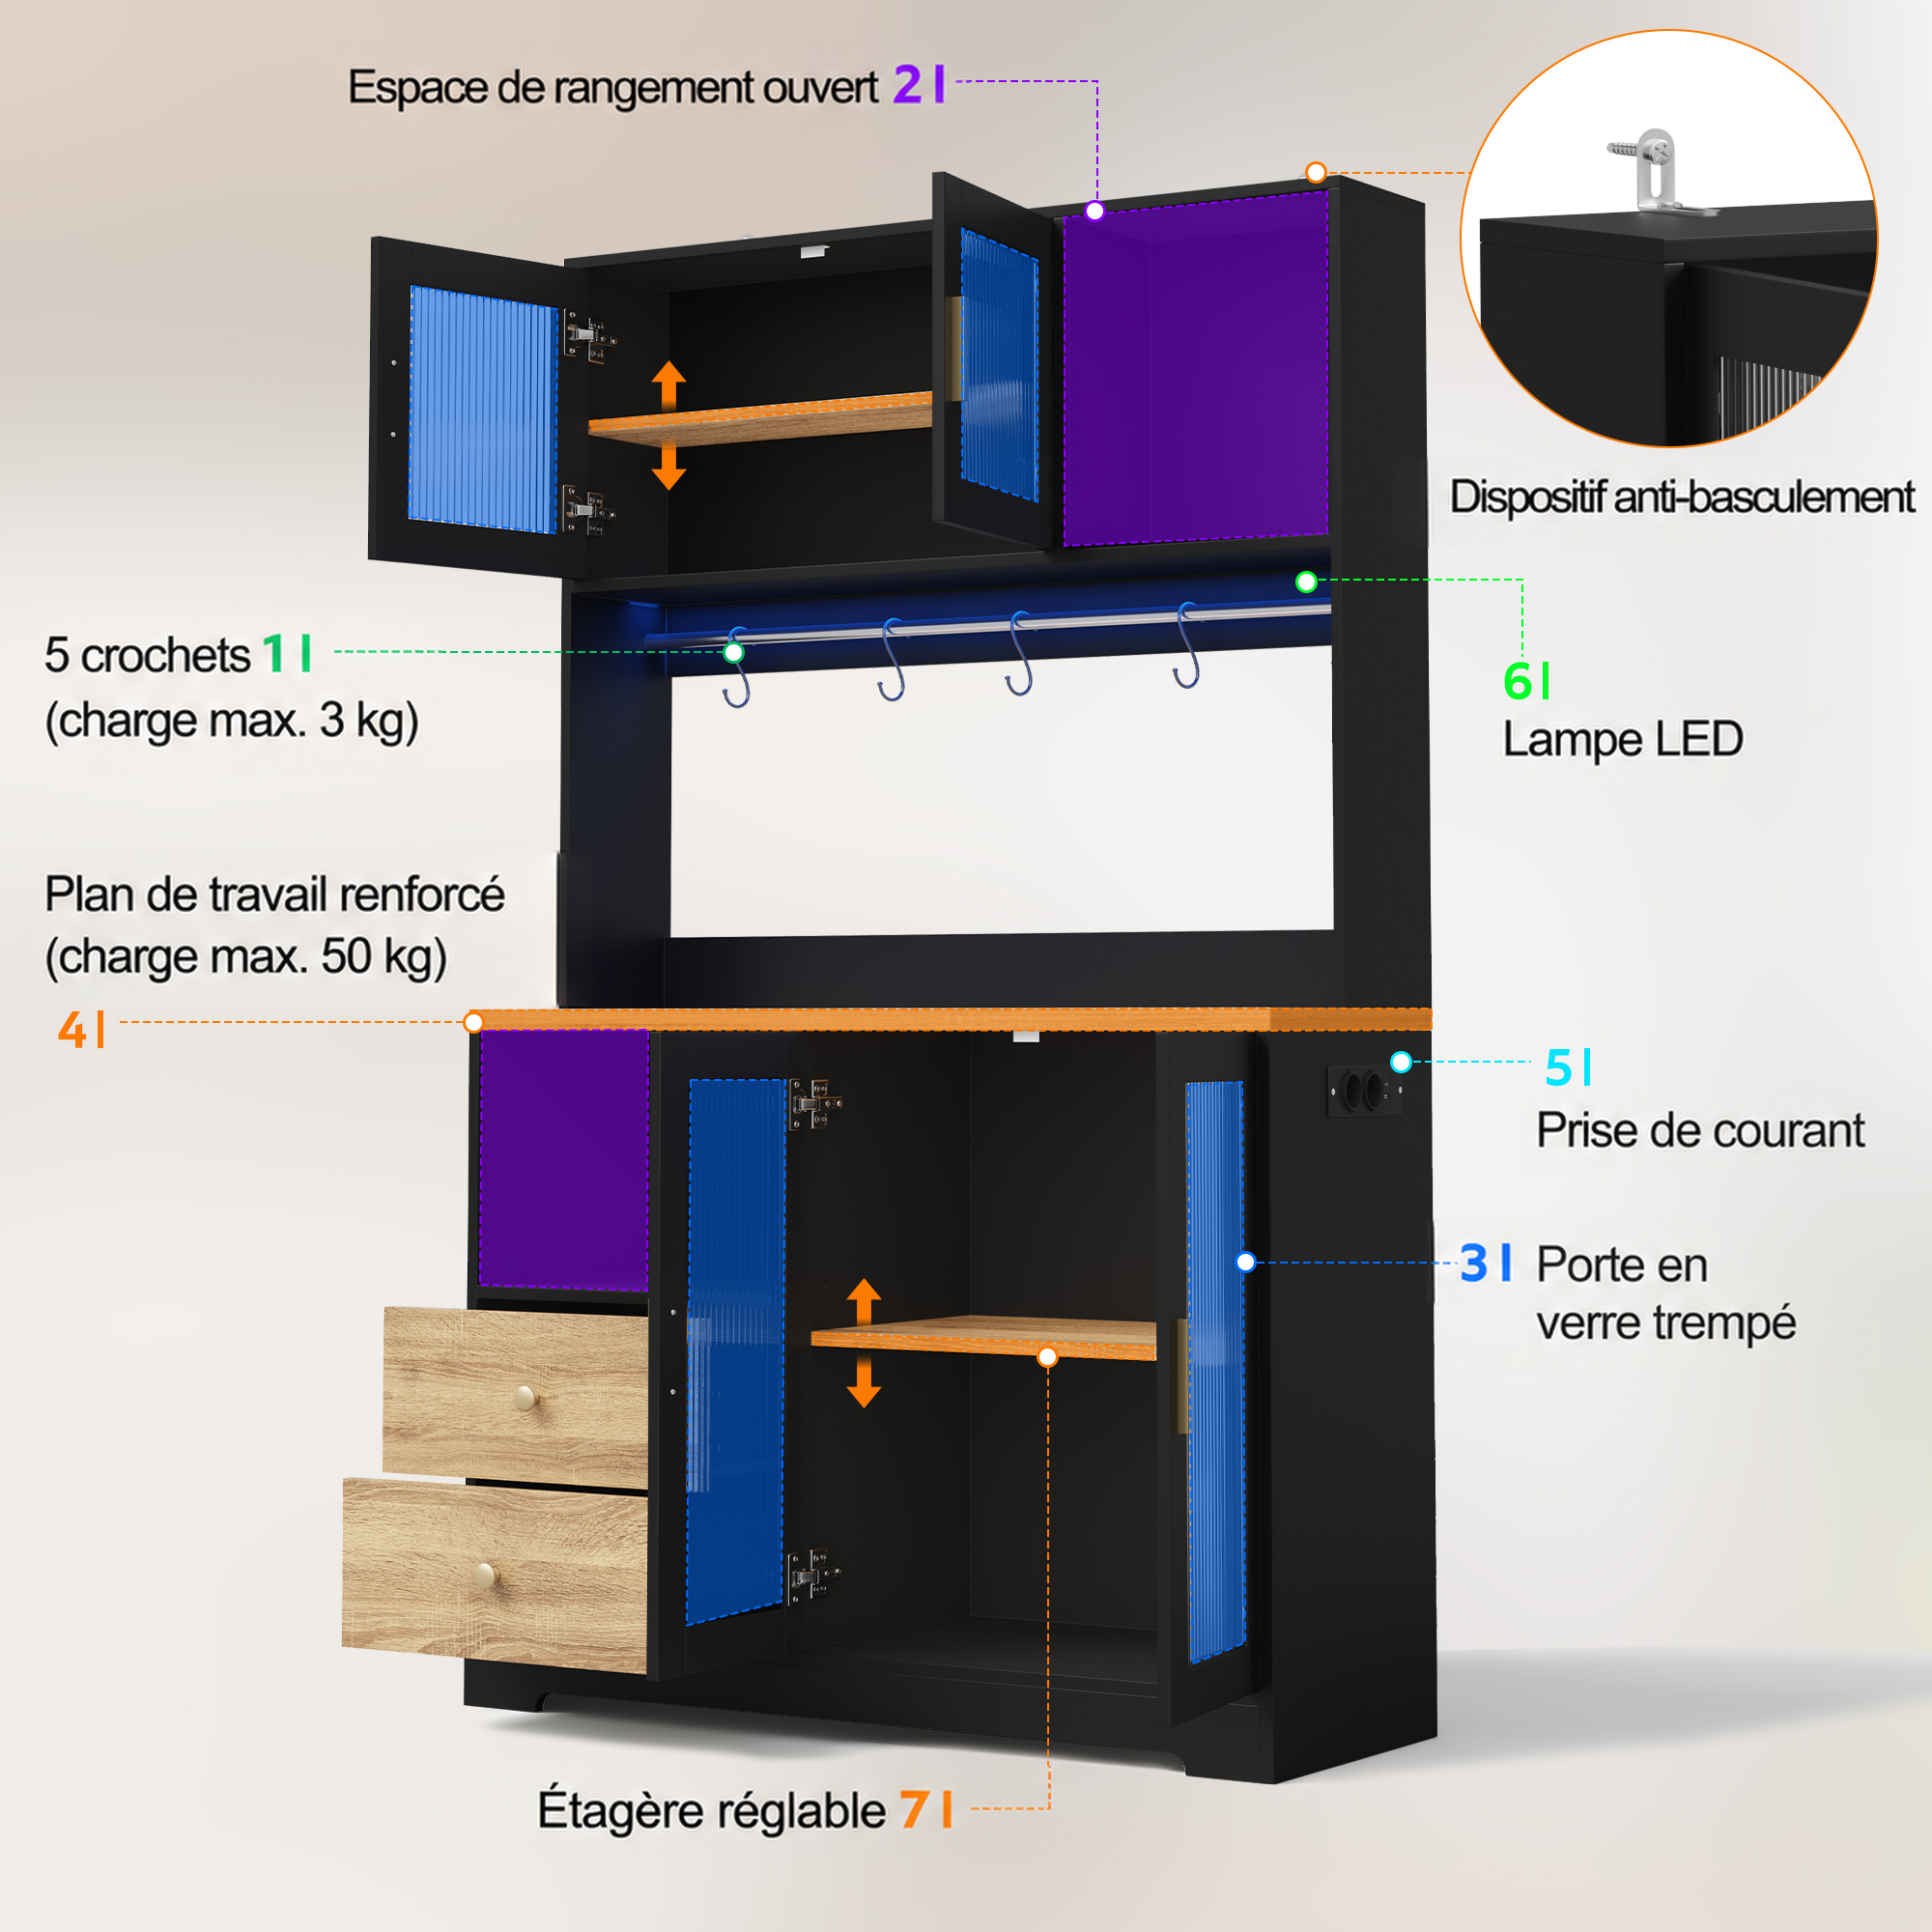 Espace de rangement ouvert 2|
Dispositif anti-basculement
5 crochets 1|
(charge max. 3 kg)
6|
Lampe LED
Plan de travail renforcé
(charge max. 50 kg)
4|
5|
Prise de courant
3| Porte en
verre trempé
Étagère réglable 7|